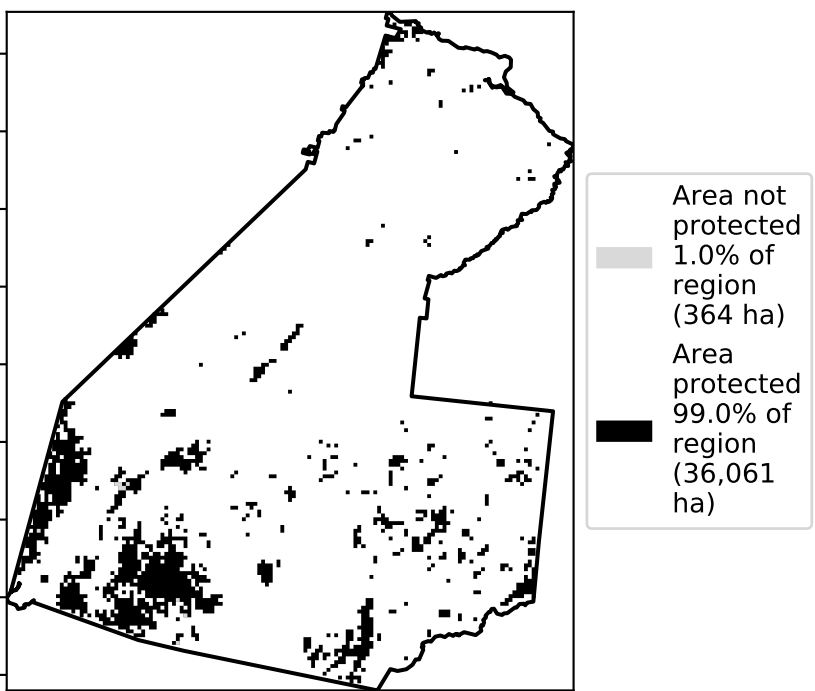 Area not
protected
1.0% of
region
(364 ha)
Area
protected
99.0% of
region
(36,061
ha)